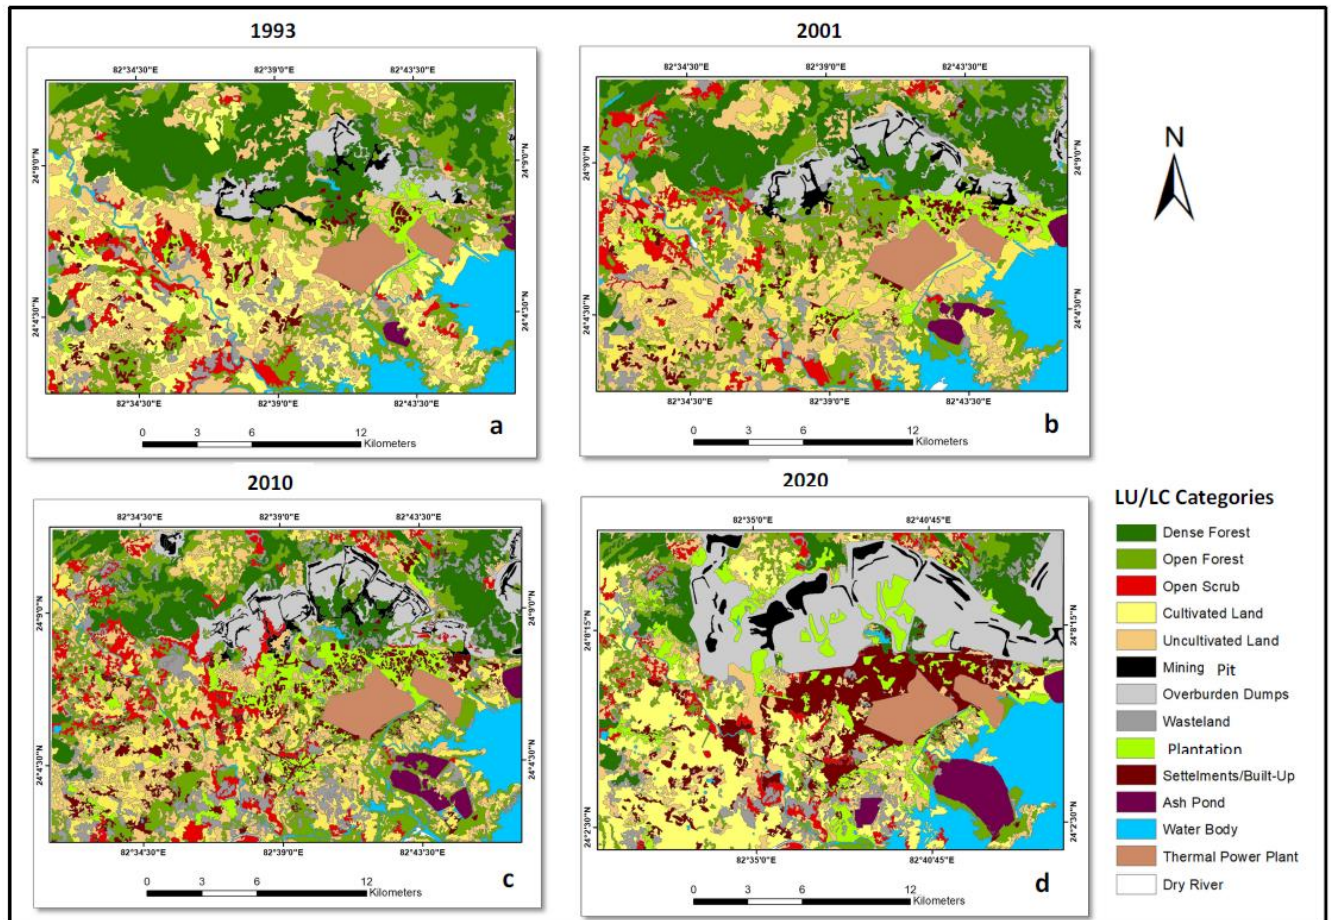 1993
82°34'30"E 82°39'0"E 82°43'30"E
24°9'0"N
24°4'30"N
24°9'0"N
24°4'30"N
82°34'30"E 82°39'0"E 82°43'30"E
0 3 6 12
Kilometers
a
2001
82°34'30"E 82°39'0"E 82°43'30"E
24°9'0"N
24°4'30"N
24°9'0"N
24°4'30"N
82°34'30"E 82°39'0"E 82°43'30"E
0 3 6 12
Kilometers
b
N
2010
82°34'30"E 82°39'0"E 82°43'30"E
24°9'0"N
24°4'30"N
24°9'0"N
24°4'30"N
82°34'30"E 82°39'0"E 82°43'30"E
0 3 6 12
Kilometers
c
2020
82°35'0"E 82°40'45"E
24°8'15"N
24°2'30"N
24°8'15"N
24°2'30"N
82°35'0"E 82°40'45"E
0 3 6 12
Kilometers
d
LU/LC Categories
Dense Forest
Open Forest
Open Scrub
Cultivated Land
Uncultivated Land
Mining Pit
Overburden Dumps
Wasteland
Plantation
Settelments/Built-Up
Ash Pond
Water Body
Thermal Power Plant
Dry River